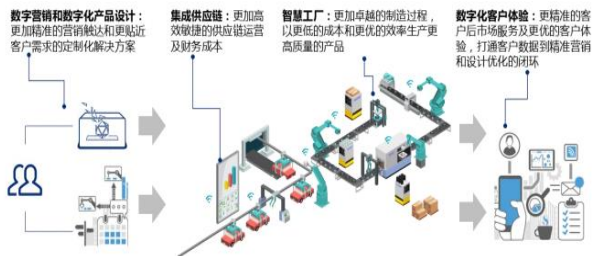 数字营销和数字化产品设计：
更加精准的营销触达和更贴近
客户需求的定制化解决方案
集成供应链：更加高
效敏捷的供应链运营
及财务成本
智慧工厂：更加卓越的制造过程，
以更低的成本和更优的效率生产更
高质量的产品
数字化客户体验：更精准的客
户后市场服务及更优的客户体
验，打通客户数据到精准营销
和设计优化的闭环